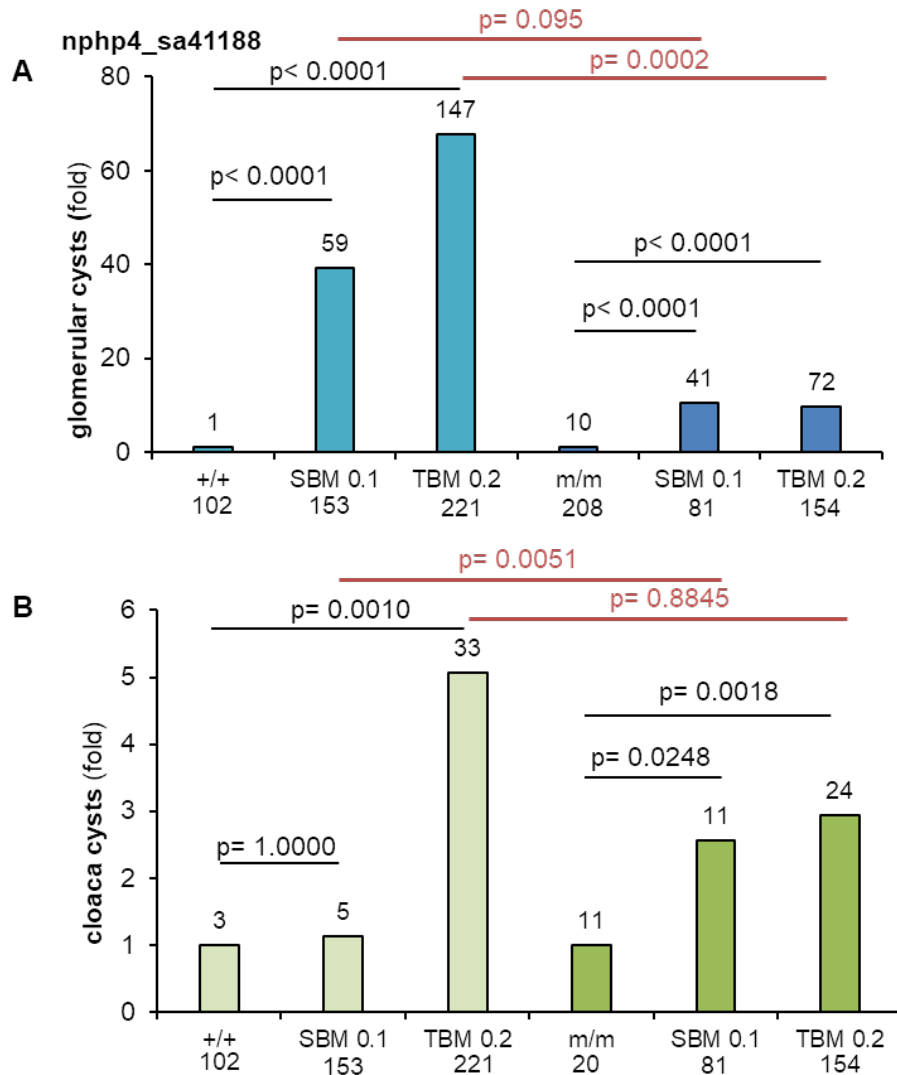 nphp4_sa41188
p= 0.095
A
p< 0.0001
p= 0.0002
80
147
60
p< 0.0001
59
glomerular cysts (fold)
40
p< 0.0001
p< 0.0001
20
41
72
1
10
0
+/+ SBM 0.1 TBM 0.2 m/m SBM 0.1 TBM 0.2
102 153 221 208 81 154
p= 0.0051
B
p= 0.0010
p= 0.8845
6
33
5
p= 0.0018
cloaca cysts (fold)
4
p= 0.0248
3
11
24
p= 1.0000
2
3
5
11
1
0
+/+ SBM 0.1 TBM 0.2 m/m SBM 0.1 TBM 0.2
102 153 221 20 81 154